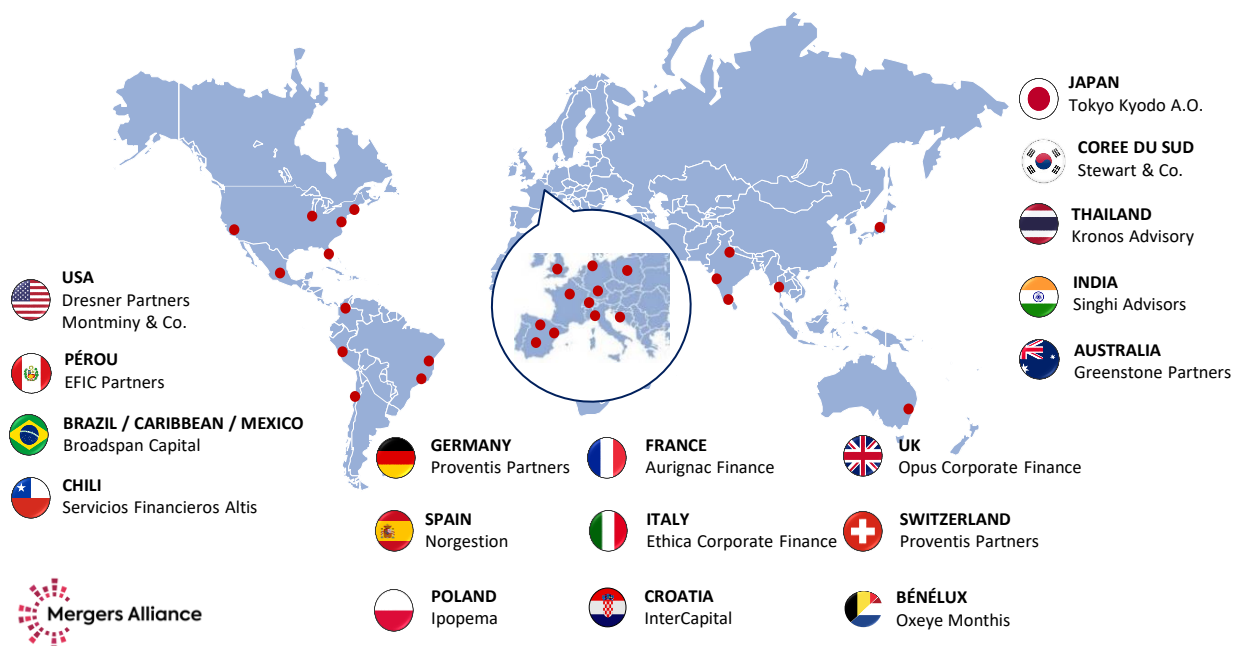 JAPAN
Tokyo Kyodo A.O.
COREE DU SUD
Stewart & Co.
THAILAND
Kronos Advisory
INDIA
Singhi Advisors
AUSTRALIA
Greenstone Partners
USA
Dresner Partners
Montminy & Co.
PÉROU
EFIC Partners
BRAZIL / CARIBBEAN / MEXICO
Broadspan Capital
CHILI
Servicios Financieros Altis
GERMANY
Proventis Partners
FRANCE
Aurignac Finance
UK
Opus Corporate Finance
SPAIN
Norgestion
ITALY
Ethica Corporate Finance
SWITZERLAND
Proventis Partners
POLAND
Ipopema
CROATIA
InterCapital
BÉNÉLUX
Oxeye Monthis
Mergers Alliance